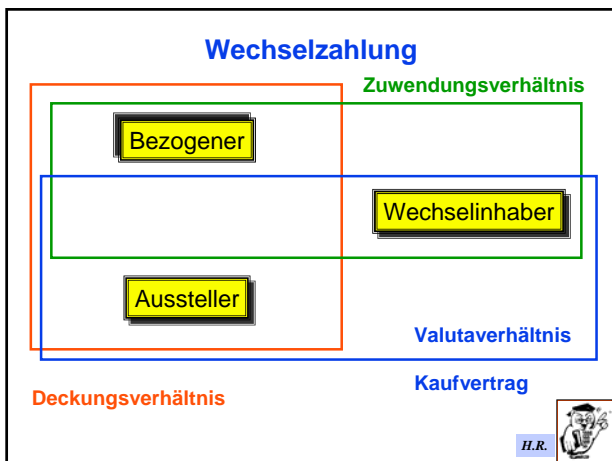 Wechselzahlung
Zuwendungsverhältnis
Bezogener
Wechselinhaber
Aussteller
Valutaverhältnis
Kaufvertrag
Deckungsverhältnis
H.R.